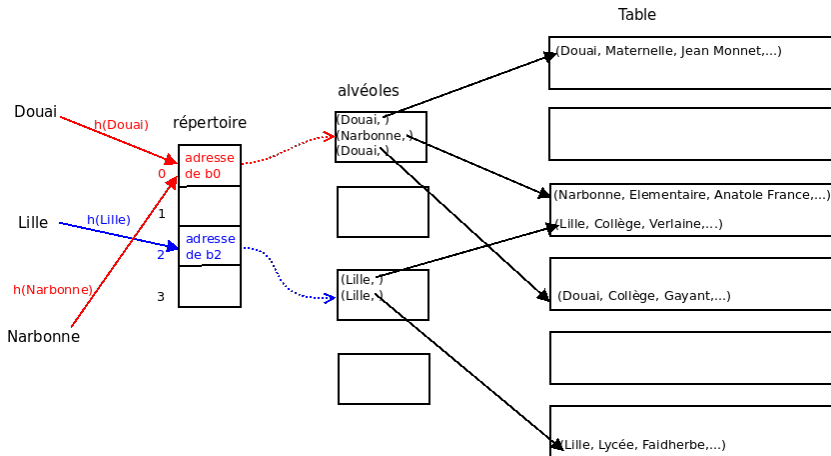 Table
(Douai, Maternelle, Jean Monnet,...)
alvéoles
Douai
h(Douai)
répertoire
(Douai, )
(Narbonne, )
(Douai, )
0
adresse
de b0
1
(Narbonne, Elementaire, Anatole France,...)
Lille
h(Lille)
(Lille, Collège, Verlaine,...)
2
adresse
de b2
h(Narbonne)
3
(Lille, )
(Lille, )
(Douai, Collège, Gayant,...)
Narbonne
(Lille, Lycée, Faidherbe,...)